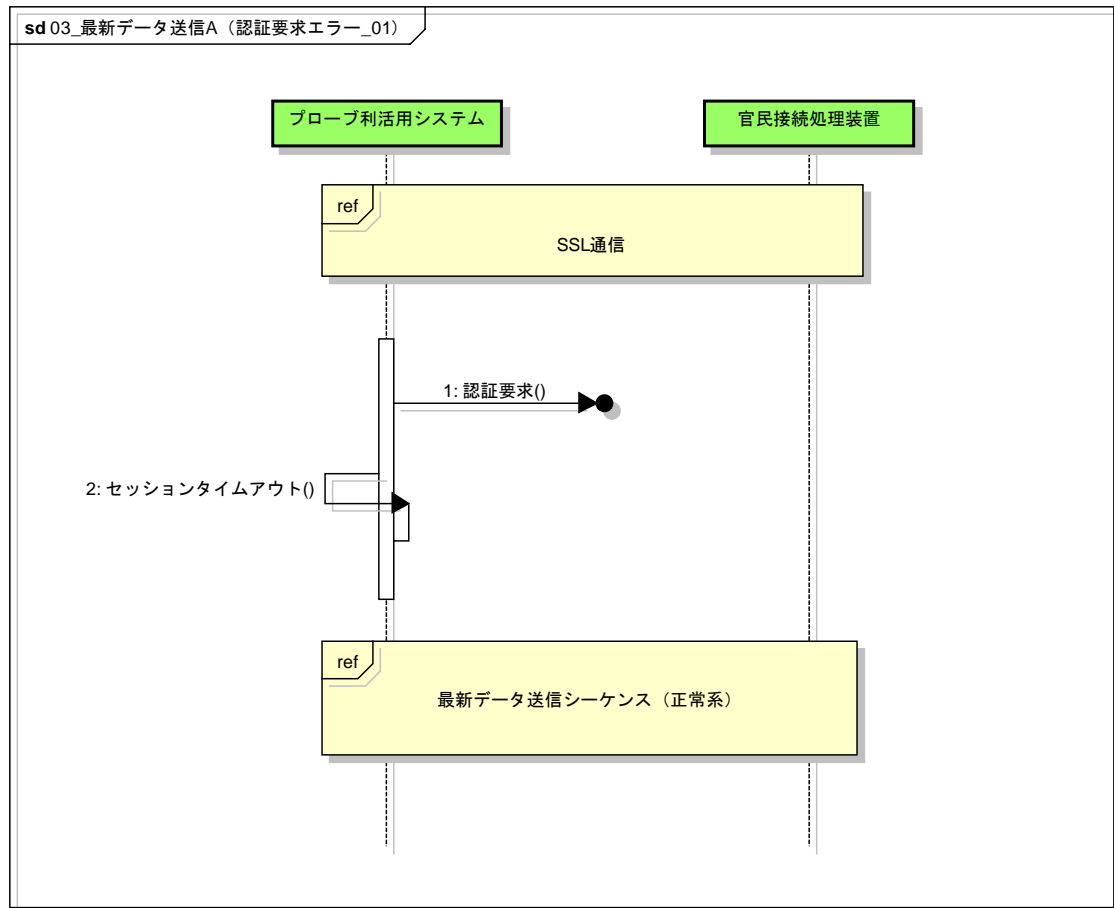 sd 03_最新データ送信A（認証要求エラー_01）
プローブ利活用システム
官民接続処理装置
ref
SSL通信
1: 認証要求()
2: セッションタイムアウト()
ref
最新データ送信シーケンス（正常系）